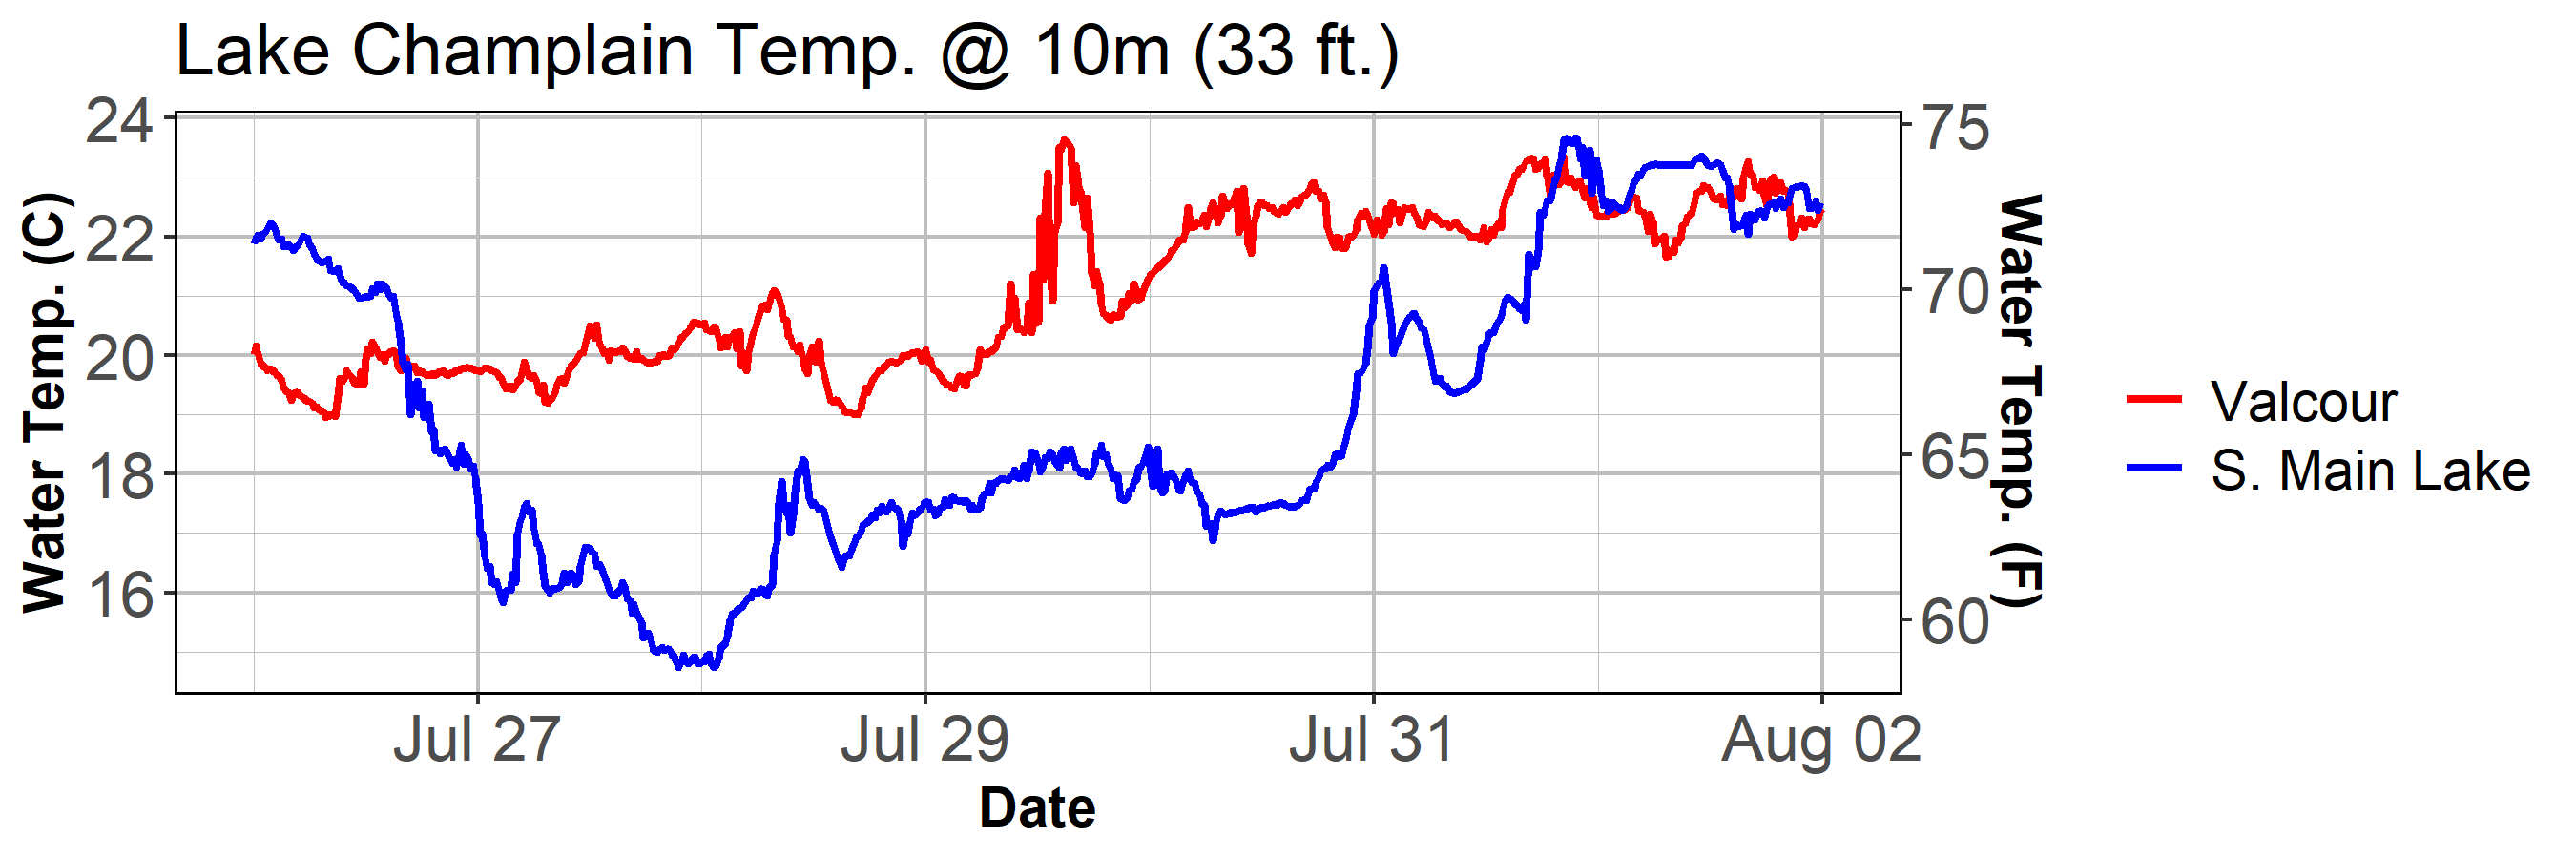 Lake Champlain Temp. @ 10m (33 ft.)
Water Temp. (C)
24
22
20
18
16
75
70
65
60
Water Temp. (F)
Jul 27
Jul 29
Jul 31
Aug 02
Date
Valcour
S. Main Lake